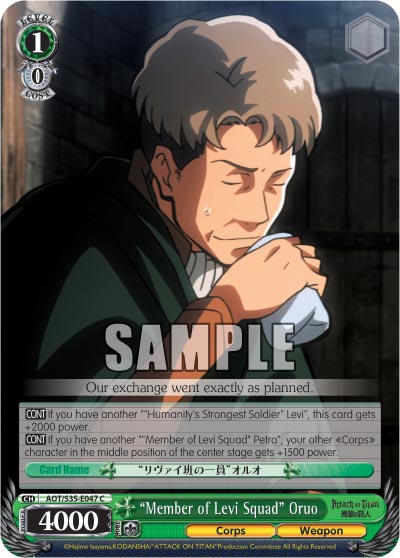 LEVEL
1
0
COST
SAMPLE
Our exchange went exactly as planned.
CONT If you have another ""Humanity's Strongest Soldier" Levi", this card gets
+2000 power.
CONT If you have another ""Member of Levi Squad" Petra", your other «Corps»
character in the middle position of the center stage gets +1500 power.
Card Name "リヴァイ班の一員"オルオ
CH AOT/S35-E047 C
4000
"Member of Levi Squad" Oruo
Attack on Titan
進撃の巨人
Corps Weapon
©Hajime Isayama,KODANSHA/"ATTACK ON TITAN"Production Committee All Rights Reserved.